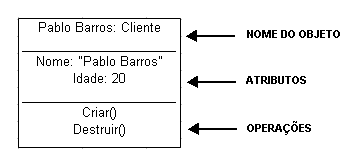 Pablo Barros: Cliente
NOME DO OBJETO
Nome: "Pablo Barros"
Idade: 20
ATRIBUTOS
Criar()
Destruir()
OPERAÇÕES